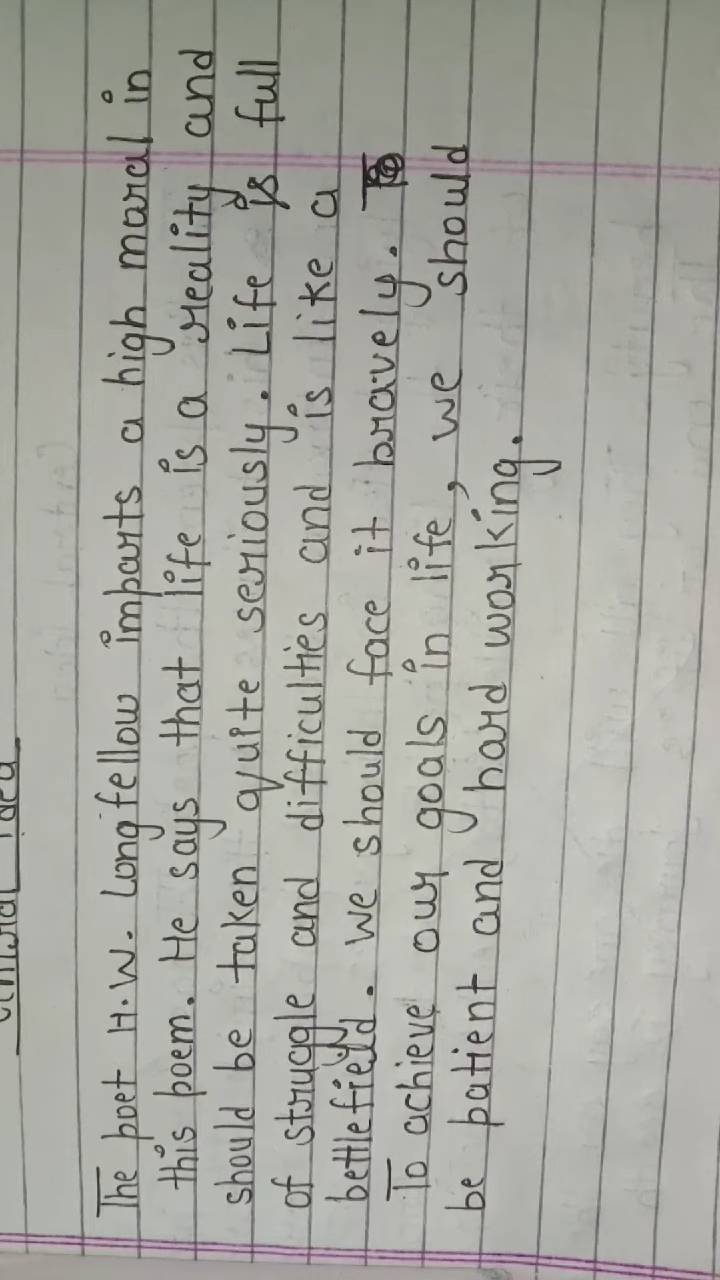 The poet H.W. Longfellow imparts a high moral in
this poem. He says that life is a reality and
should be taken quite seriously. Life is full
of struggle and difficulties and is like a
bettlefield. we should face it bravely.
To achieve our goals in life, we should
be patient and hard working.